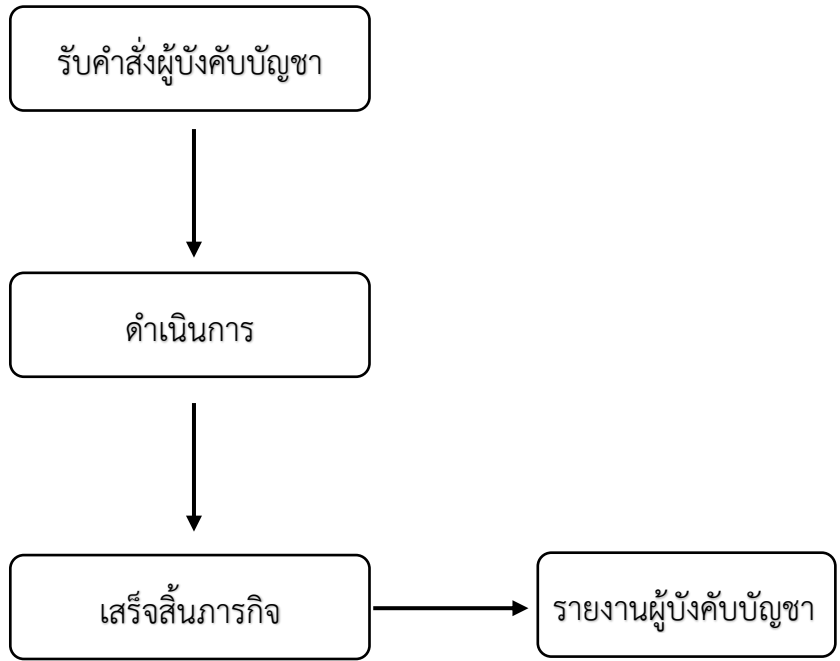 รับคำสั่งผู้บังคับบัญชา
ดำเนินการ
เสร็จสิ้นภารกิจ
รายงานผู้บังคับบัญชา